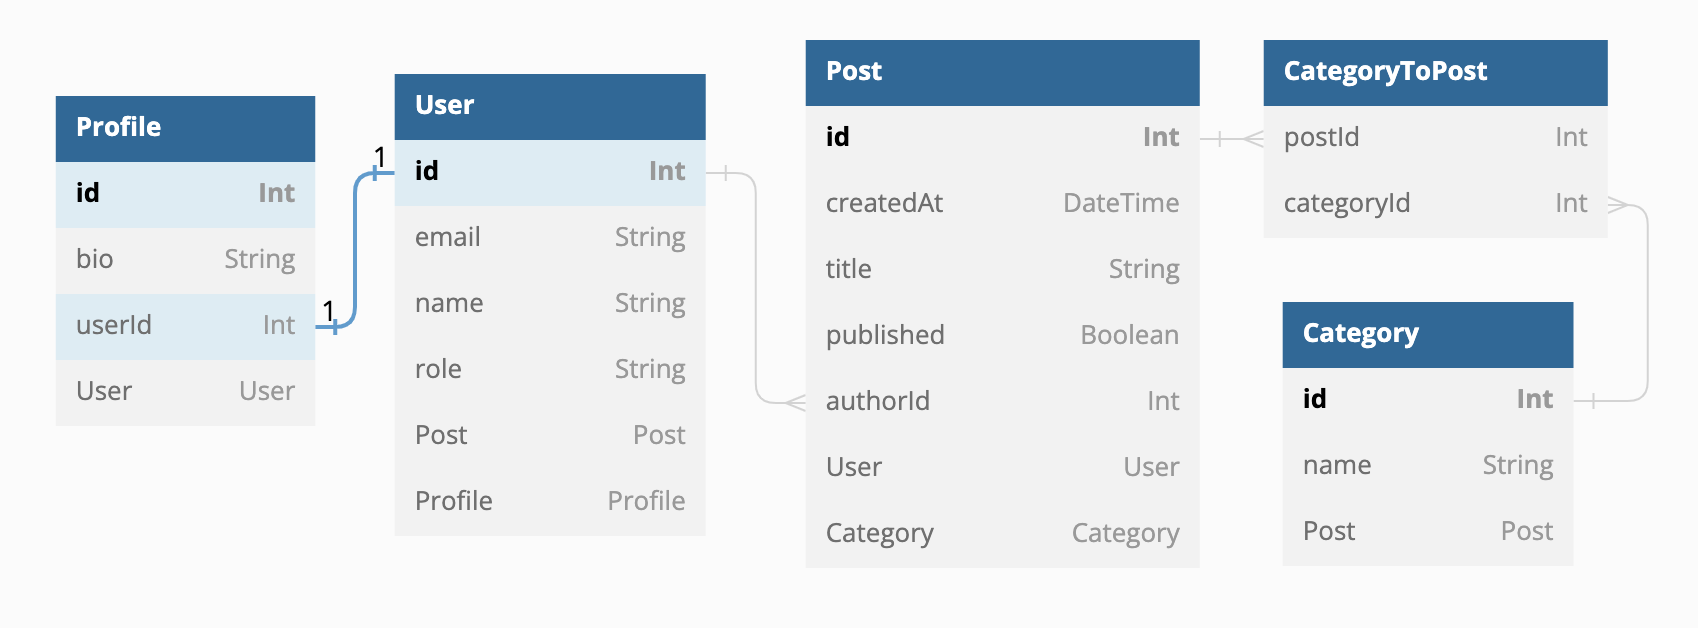 Profile
id Int
bio String
userId Int
User User
1
1
User
id Int
email String
name String
role String
Post Post
Profile Profile
Post
id Int
createdAt DateTime
title String
published Boolean
authorId Int
User User
Category Category
CategoryToPost
postId Int
categoryId Int
Category
id Int
name String
Post Post